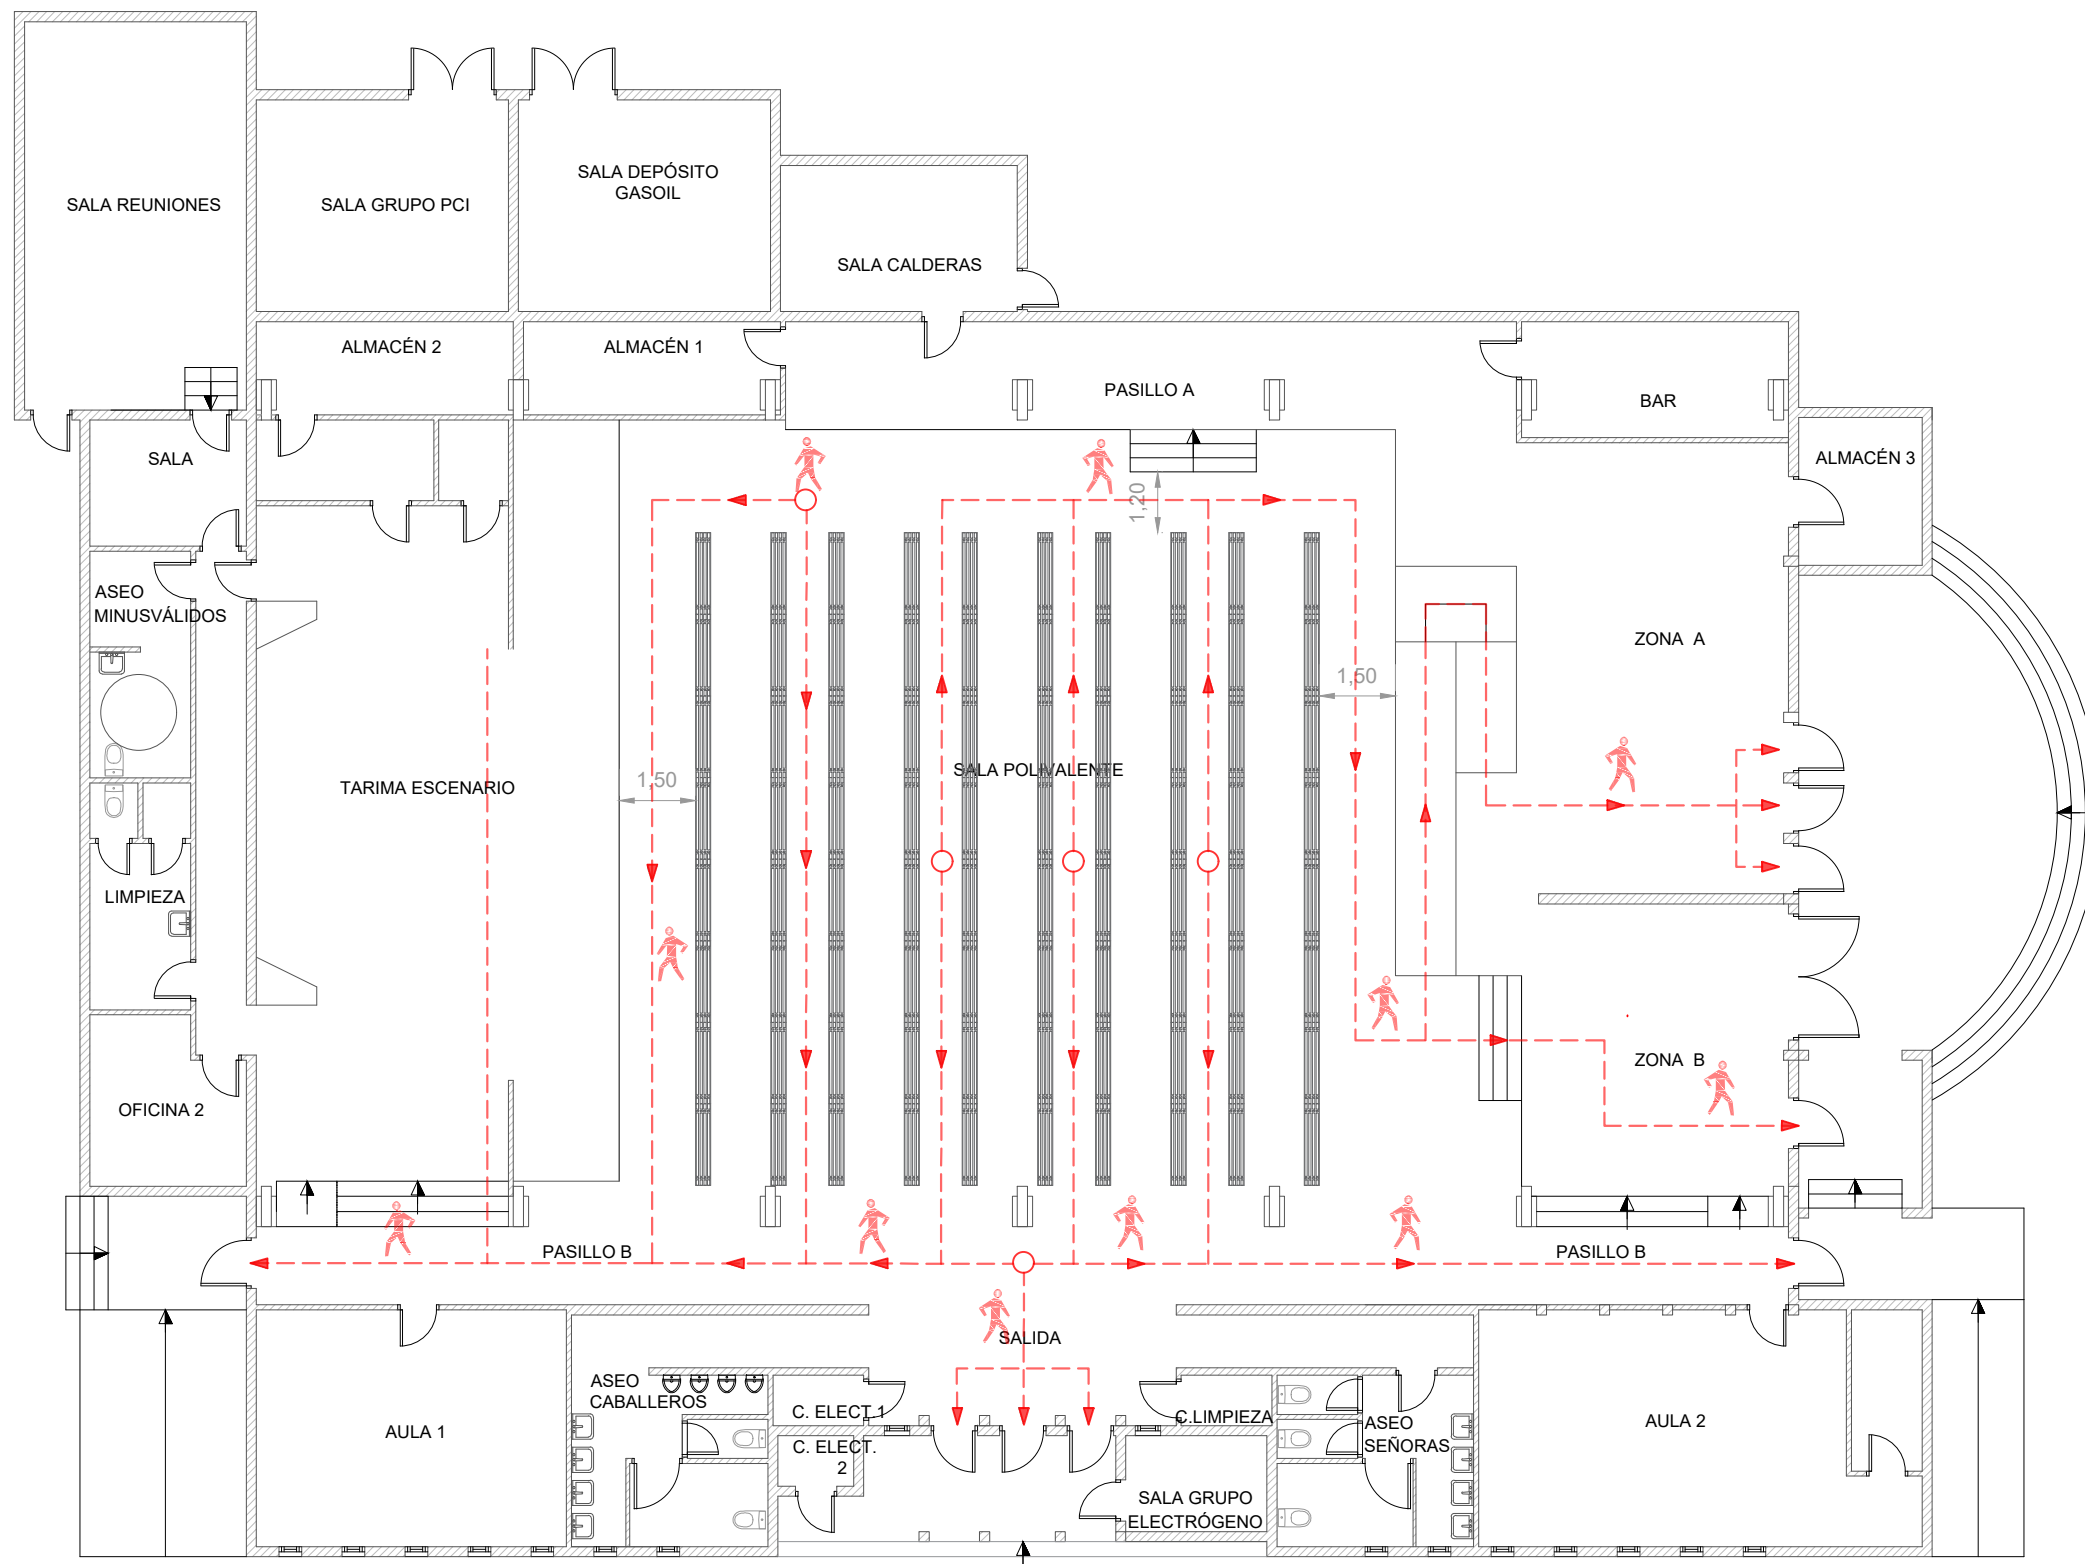 SALA DEPÓSITO
GASOIL
SALA REUNIONES
SALA GRUPO PCI
SALA CALDERAS
ALMACÉN 2
ALMACÉN 1
PASILLO A
BAR
SALA
ALMACÉN 3
1,20
ASEO
MINUSVÁLIDOS
ZONA  A
1,50
SALA POLIVALENTE
1,50
TARIMA ESCENARIO
LIMPIEZA
ZONA  B
OFICINA 2
PASILLO B
PASILLO B
SALIDA
ASEO
CABALLEROS
C. ELECT.1
C.LIMPIEZA
ASEO
SEÑORAS
AULA 2
AULA 1
C. ELECT.
2
SALA GRUPO
ELECTRÓGENO